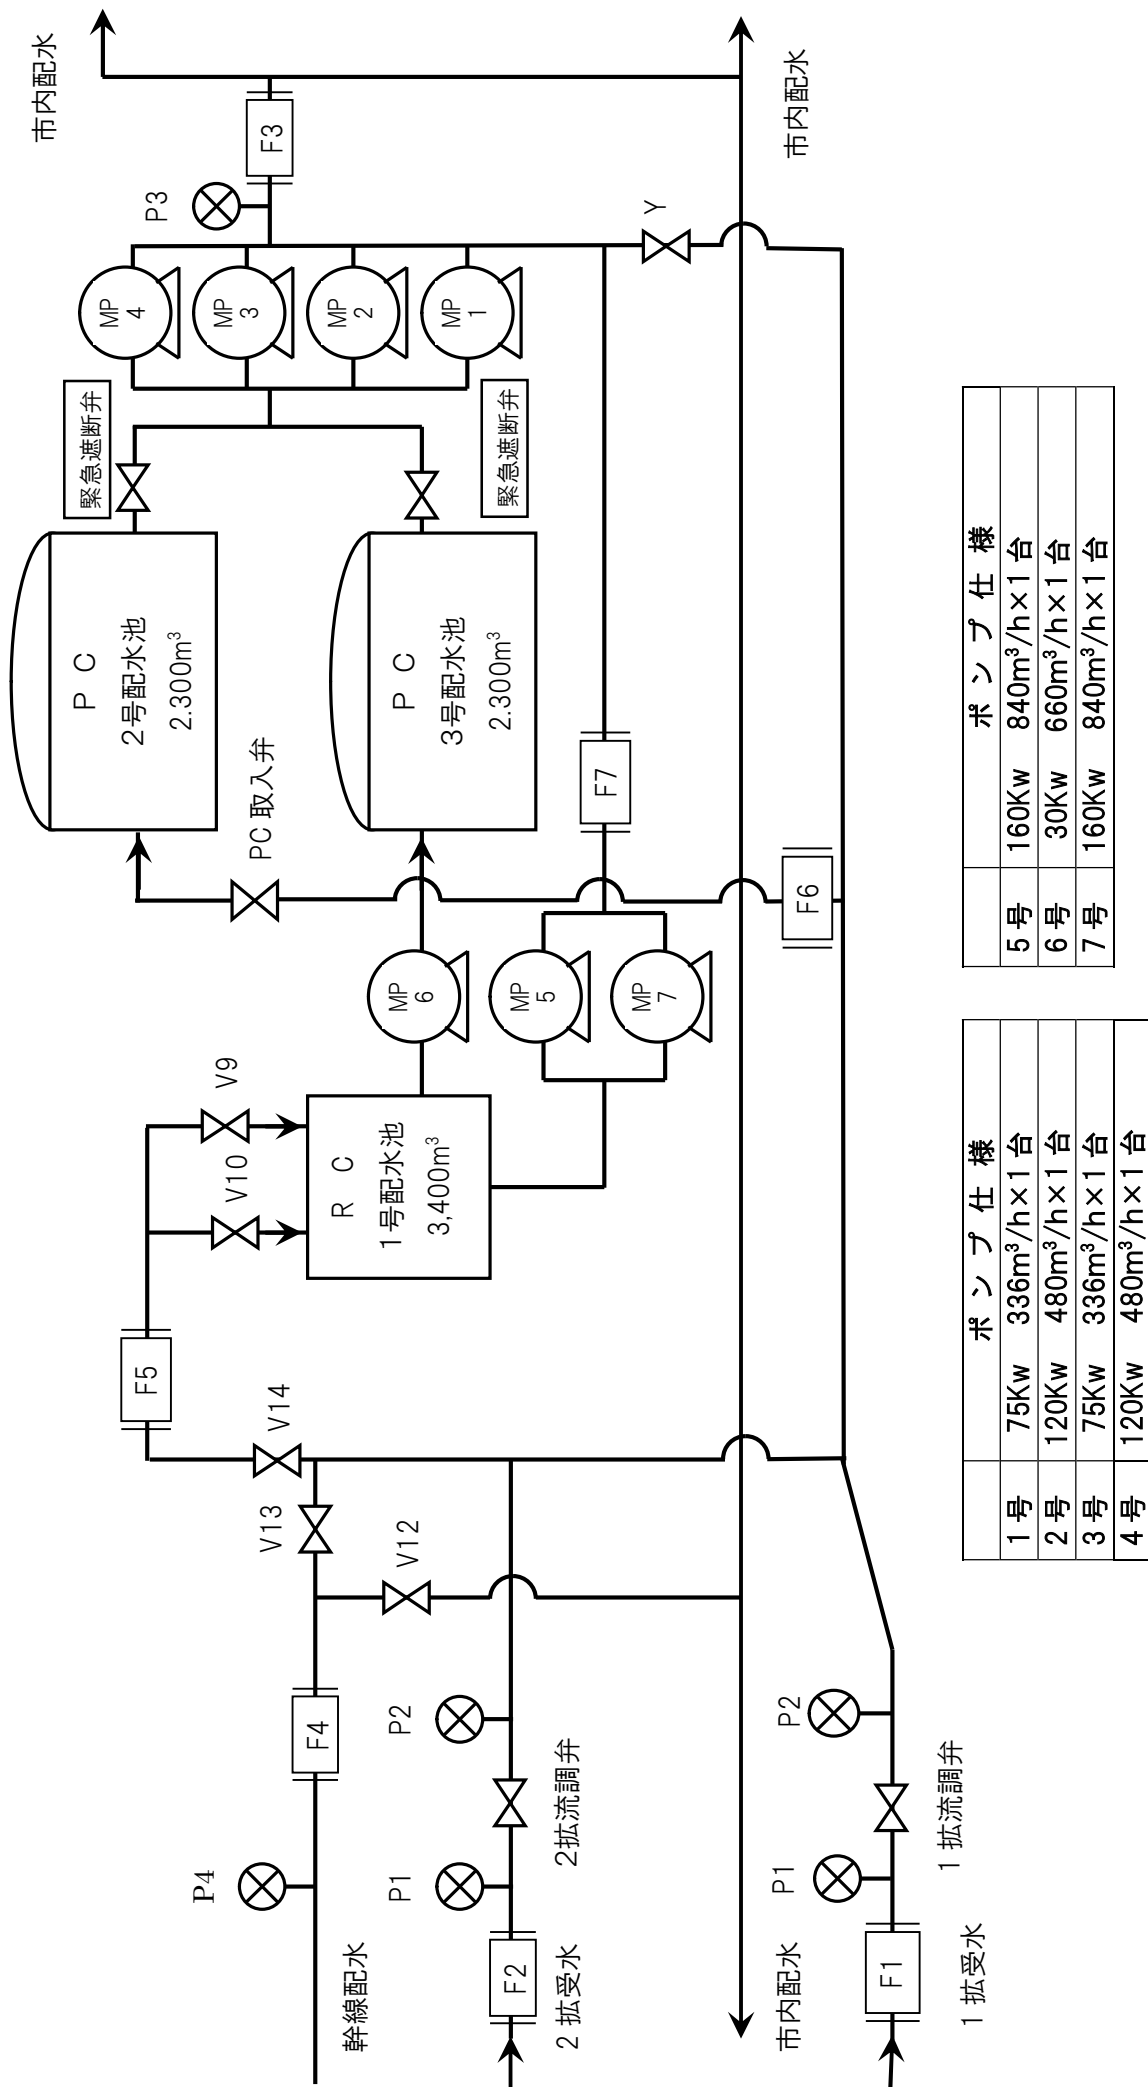 市内配水
市内配水
F3
P3
Y
MP
4
MP
3
MP
2
MP
1
緊急遮断弁
緊急遮断弁
P C
2号配水池
2.300m³
P C
3号配水池
2.300m³
PC 取入弁
F7
F6
MP
6
MP
5
MP
7
V9
V10
R C
1号配水池
3,400m³
F5
V14
V13
V12
F4
P2
P2
2拡流調弁
1 拡流調弁
P4
P1
P1
幹線配水
F2
2 拡受水
市内配水
F1
1 拡受水
ポ ン プ 仕 様
1 号 75Kw 336m³/h×1 台
2 号 120Kw 480m³/h×1 台
3 号 75Kw 336m³/h×1 台
4 号 120Kw 480m³/h×1 台
ポ ン プ 仕 様
5 号 160Kw 840m³/h×1 台
6 号 30Kw 660m³/h×1 台
7 号 160Kw 840m³/h×1 台